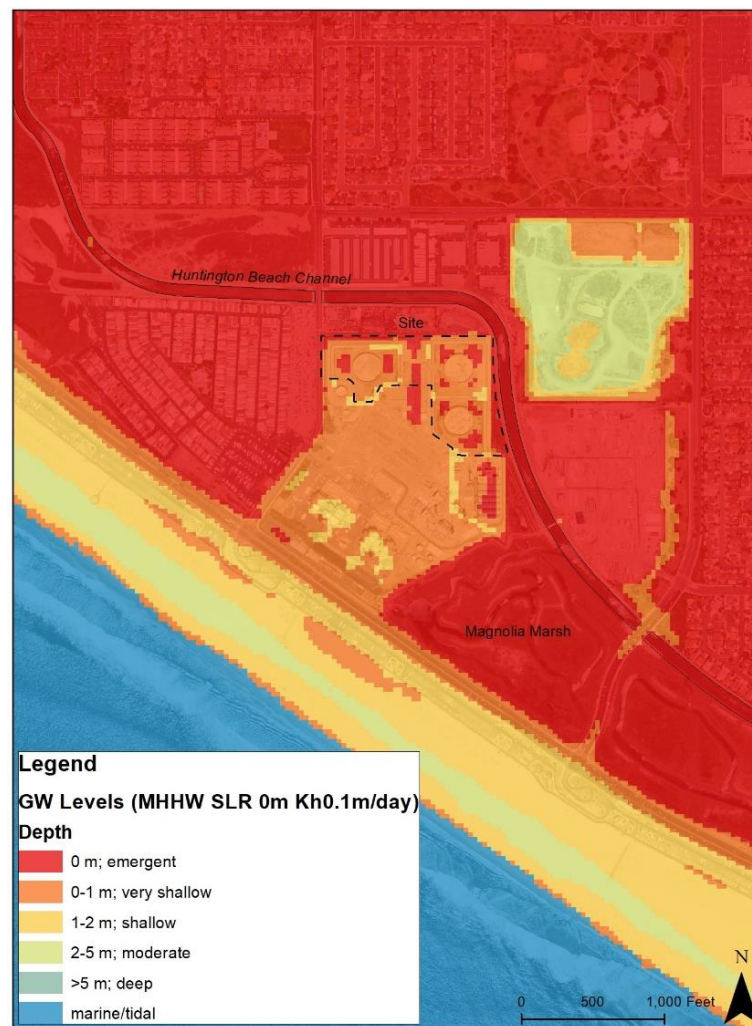 Huntington Beach Channel
Site
Magnolia Marsh
Legend
GW Levels (MHHW SLR 0m Kh0.1m/day)
Depth
0 m; emergent
0-1 m; very shallow
1-2 m; shallow
2-5 m; moderate
>5 m; deep
marine/tidal
N
0 500 1,000 Feet